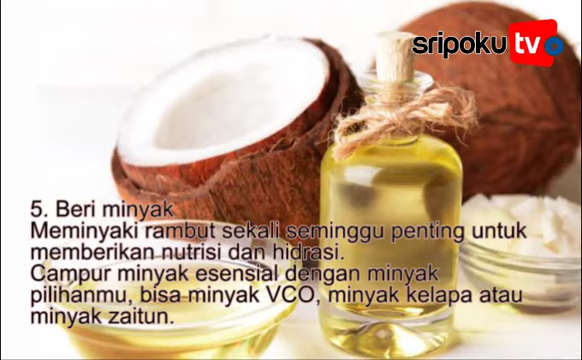 sripoku tv
5. Beri minyak
Meminyaki rambut sekali seminggu penting untuk
memberikan nutrisi dan hidrasi.
Campur minyak esensial dengan minyak
pilihanmu, bisa minyak VCO, minyak kelapa atau
minyak zaitun.